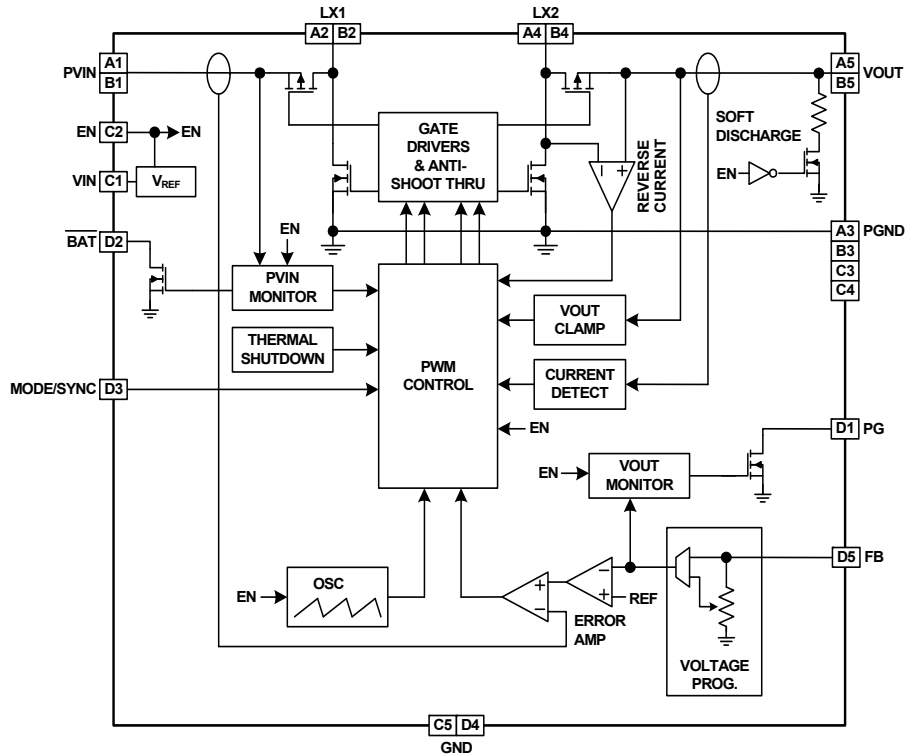 LX1
LX2
A2 B2
A4 B4
PVIN
A1
B1
A5
B5
VOUT
EN
C2
EN
VIN
C1
VREF
GATE
DRIVERS
& ANTI-
SHOOT THRU
REVERSE
CURRENT
SOFT
DISCHARGE
EN
BAT
D2
EN
PVIN
MONITOR
A3
B3
C3
C4
PGND
THERMAL
SHUTDOWN
PWM
CONTROL
VOUT
CLAMP
CURRENT
DETECT
MODE/SYNC
D3
EN
D1
PG
EN
VOUT
MONITOR
D5
FB
EN
OSC
+
−
−
+
REF
ERROR
AMP
VOLTAGE
PROG.
− +
C5 D4
GND